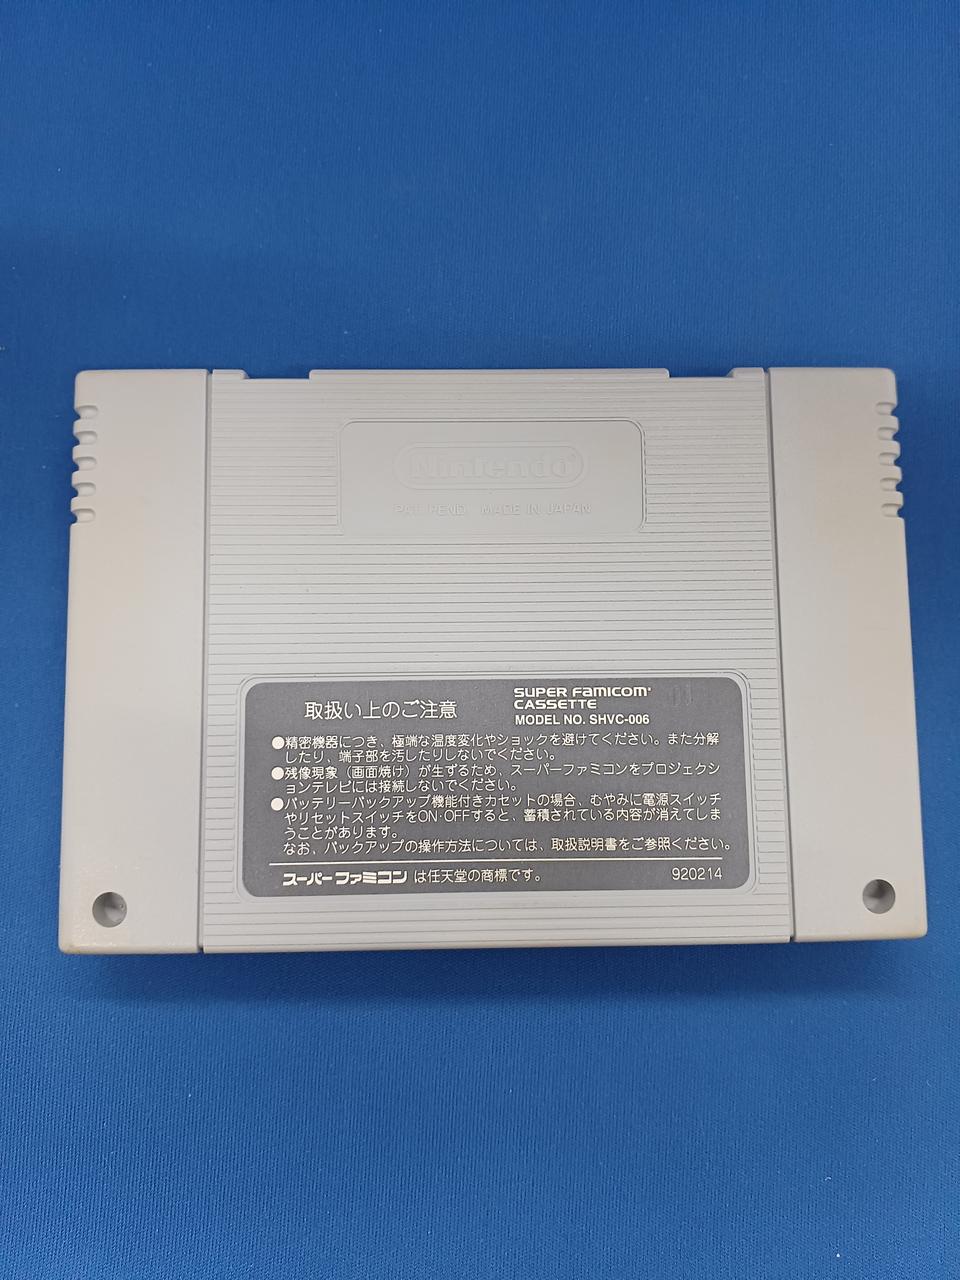 Nintendo®
PAT. PEND. MADE IN JAPAN
取扱い上のご注意
SUPER FAMICOM™
CASSETTE
MODEL NO. SHVC-006
●精密機器につき、極端な温度変化やショックを避けてください。また分解
したり、端子部を汚したりしないでください。
●残像現象（画面焼け）が生ずるため、スーパーファミコンをプロジェクシ
ョンテレビには接続しないでください。
●バッテリーバックアップ機能付きカセットの場合、むやみに電源スイッチ
やリセットスイッチをON·OFFすると、蓄積されている内容が消えてしま
うことがあります。
なお、バックアップの操作方法については、取扱説明書をご参照ください。
スーパーファミコン は任天堂の商標です。
920214